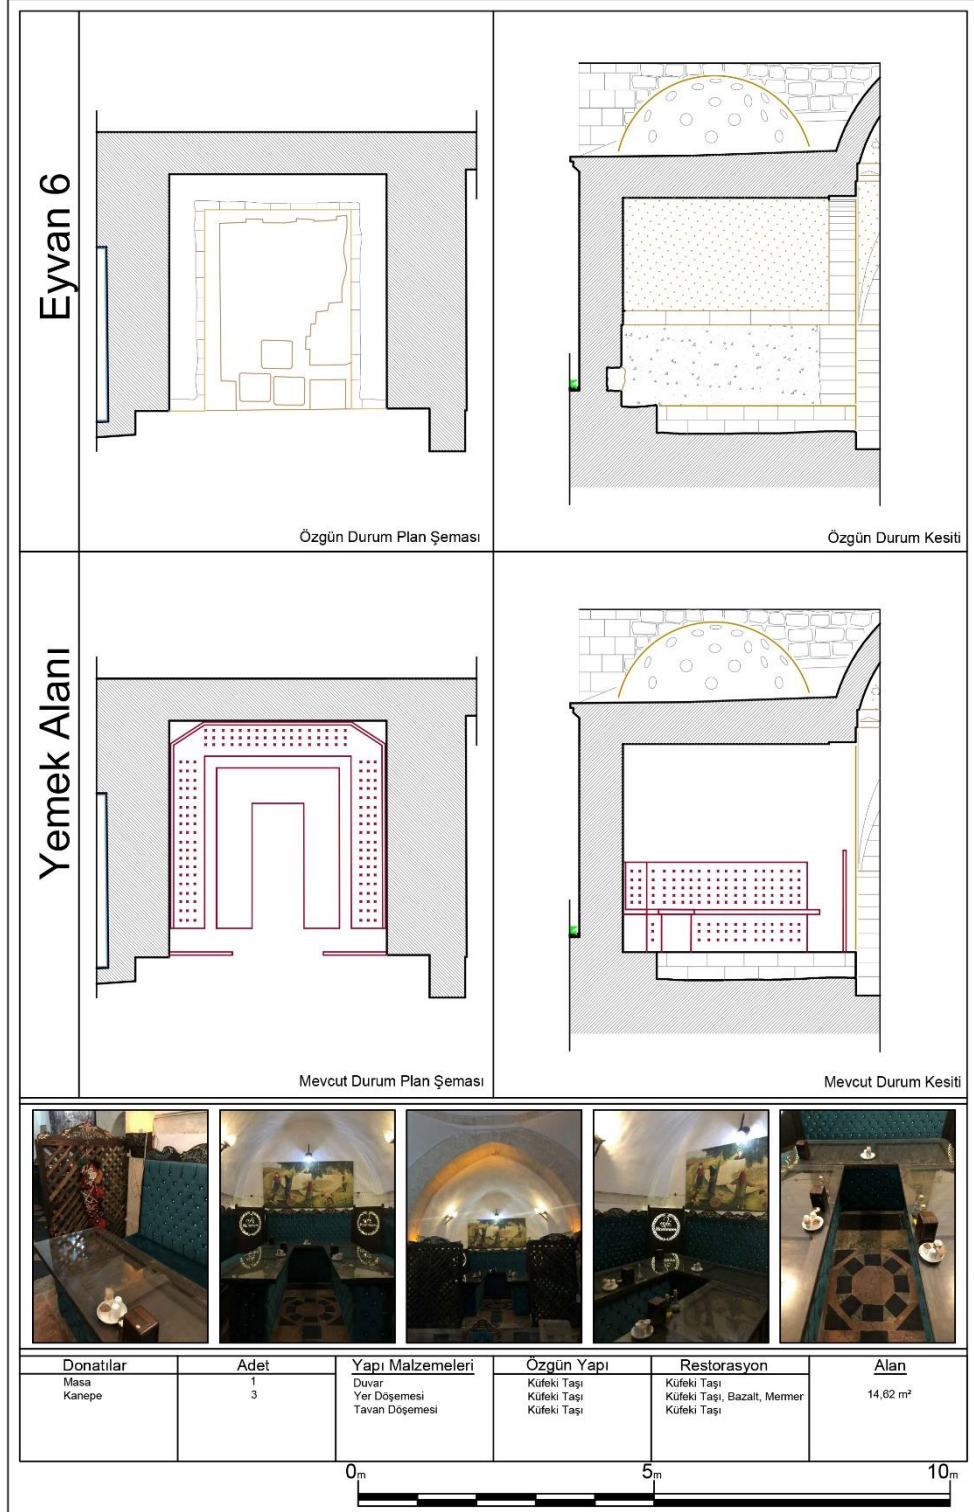 Eyvan 6
Özgün Durum Plan Şeması
Özgün Durum Kesiti
Yemek Alanı
Mevcut Durum Plan Şeması
Mevcut Durum Kesiti
Donatılar Adet Yapı Malzemeleri Özgün Yapı Restorasyon Alan
Masa 1 Duvar Küfeki Taşı Küfeki Taşı 14,62 m²
Kanepe 3 Yer Döşemesi Küfeki Taşı Küfeki Taşı, Bazalt, Mermer
Tavan Döşemesi Küfeki Taşı Küfeki Taşı
0m 5m 10m